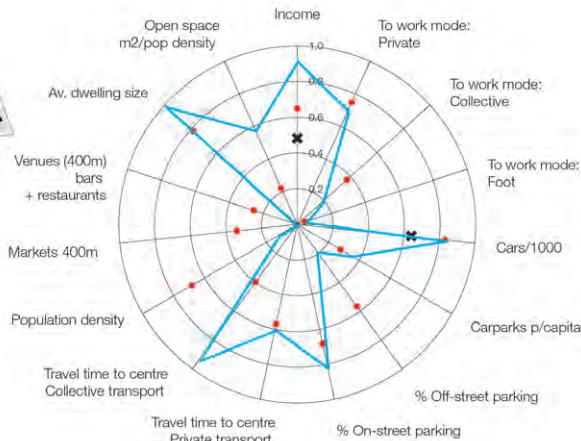 Income
Open space
m2/pop density
To work mode:
Private
Av. dwelling size
To work mode:
Collective
Venues (400m)
bars
+ restaurants
To work mode:
Foot
1.0
0.8
0.6
0.4
0.2
Markets 400m
Cars/1000
Population density
Carparks p/capita
Travel time to centre
Collective transport
% Off-street parking
Travel time to centre
Private transport
% On-street parking